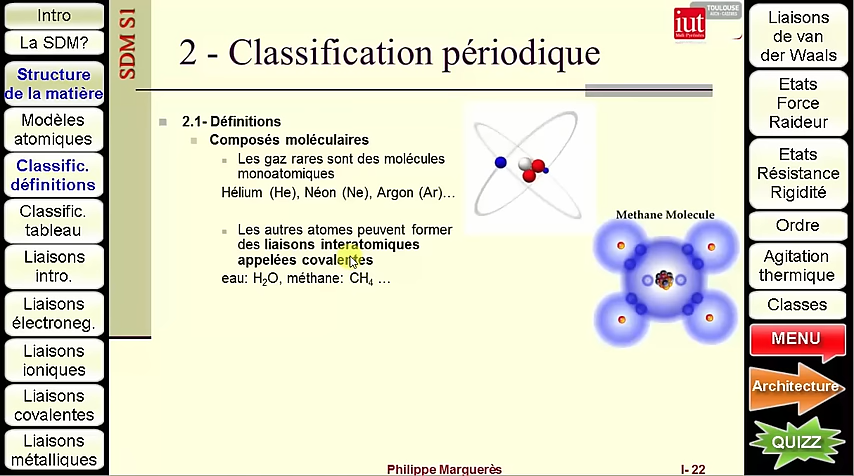 Intro
La SDM?
Structure
de la matière
Modèles
atomiques
Classific.
définitions
Classific.
tableau
Liaisons
intro.
Liaisons
électroneg.
Liaisons
ioniques
Liaisons
covalentes
Liaisons
métalliques
SDM S1
iut
TOULOUSE
2 - Classification périodique
2.1- Définitions
Composés moléculaires
Les gaz rares sont des molécules
monoatomiques
Hélium (He), Néon (Ne), Argon (Ar)…
Les autres atomes peuvent former
des liaisons interatomiques
appelées covalentes
eau: H₂O, méthane: CH₄ …
Methane Molecule
Philippe Marguerès
I- 22
Liaisons
de van
der Waals
Etats
Force
Raideur
Etats
Résistance
Rigidité
Ordre
Agitation
thermique
Classes
MENU
Architecture
QUIZZ